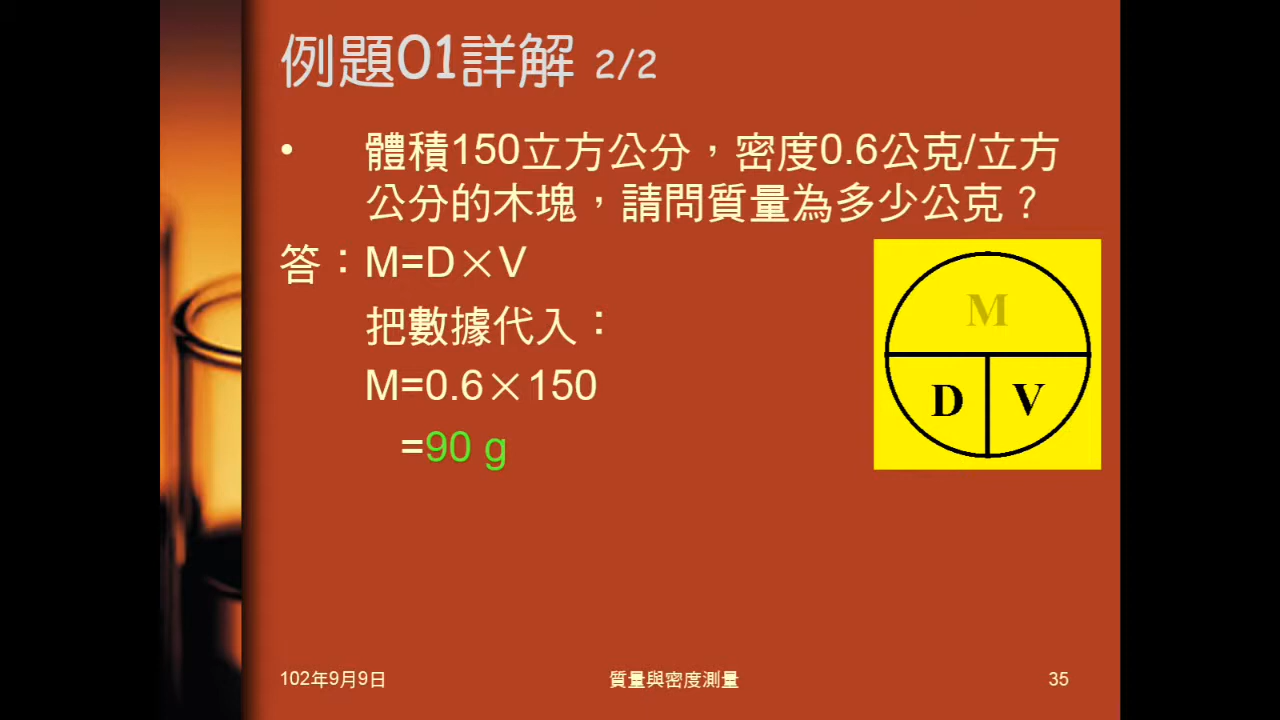 例題01詳解 2/2
• 體積150立方公分，密度0.6公克/立方
公分的木塊，請問質量為多少公克？
答：M=D×V
把數據代入：
M=0.6×150
=90 g
M
D V
102年9月9日 質量與密度測量 35